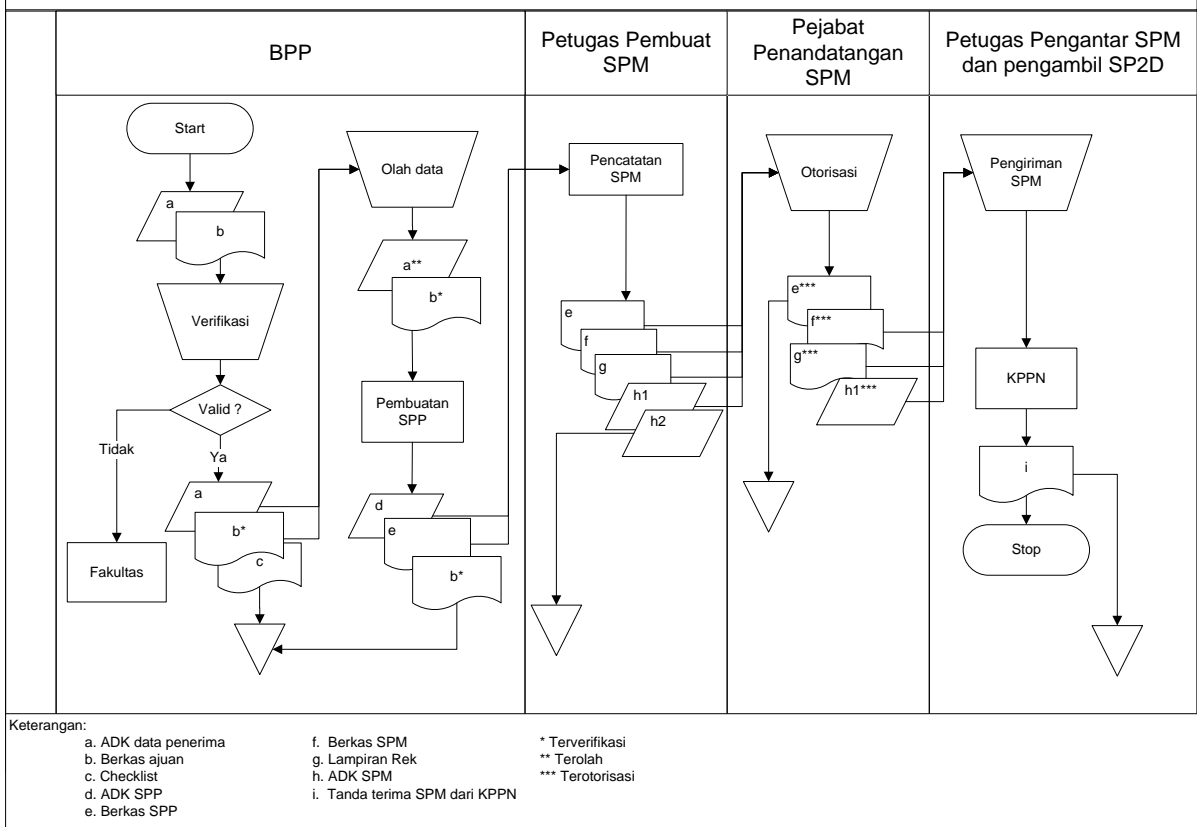 BPP
Petugas Pembuat
SPM
Pejabat
Penandatangan
SPM
Petugas Pengantar SPM
dan pengambil SP2D
Start
a
b
Verifikasi
Valid ?
Tidak
Ya
a
b*
c
Fakultas
Olah data
a**
b*
Pembuatan
SPP
d
e
b*
Pencatatan
SPM
e
f
g
h1
h2
Otorisasi
e***
f***
g***
h1***
Pengiriman
SPM
KPPN
i
Stop
Keterangan:
a. ADK data penerima
b. Berkas ajuan
c. Checklist
d. ADK SPP
e. Berkas SPP
f. Berkas SPM
g. Lampiran Rek
h. ADK SPM
i. Tanda terima SPM dari KPPN
* Terverifikasi
** Terolah
*** Terotorisasi